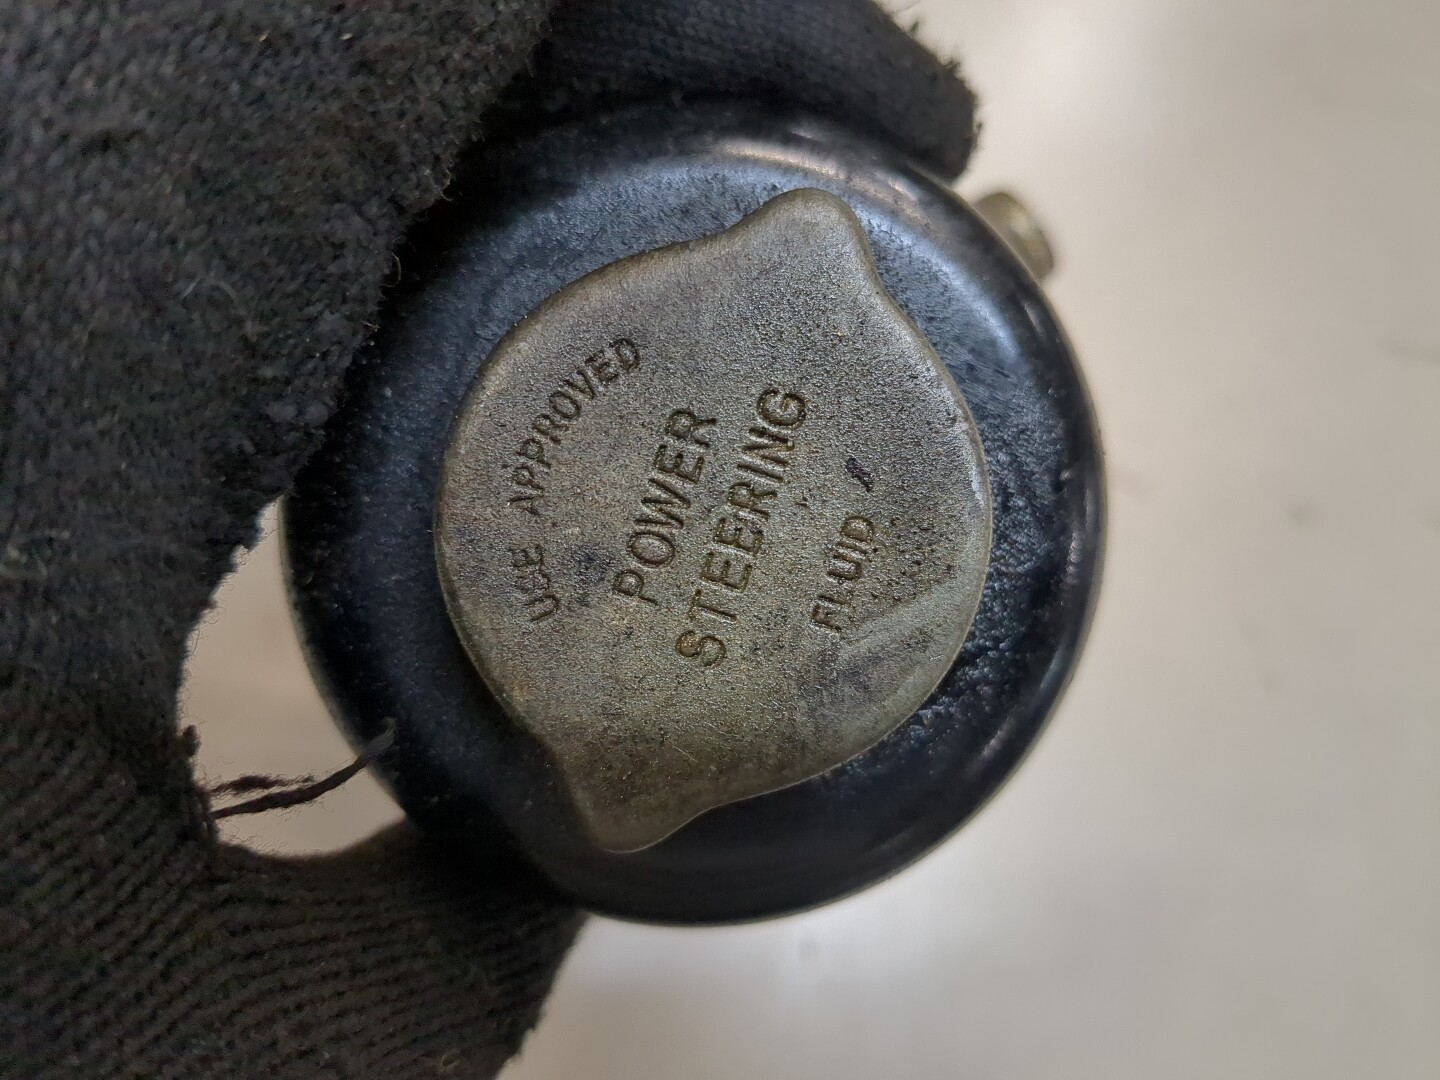 USE APPROVED
POWER
STEERING
FLUID